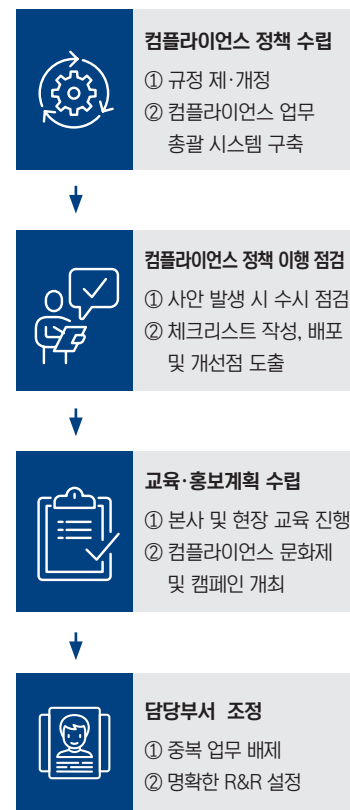 컴플라이언스 정책 수립
① 규정 제·개정
② 컴플라이언스 업무
총괄 시스템 구축
컴플라이언스 정책 이행 점검
① 사안 발생 시 수시 점검
② 체크리스트 작성, 배포
및 개선점 도출
교육·홍보계획 수립
① 본사 및 현장 교육 진행
② 컴플라이언스 문화제
및 캠페인 개최
담당부서 조정
① 중복 업무 배제
② 명확한 R&R 설정